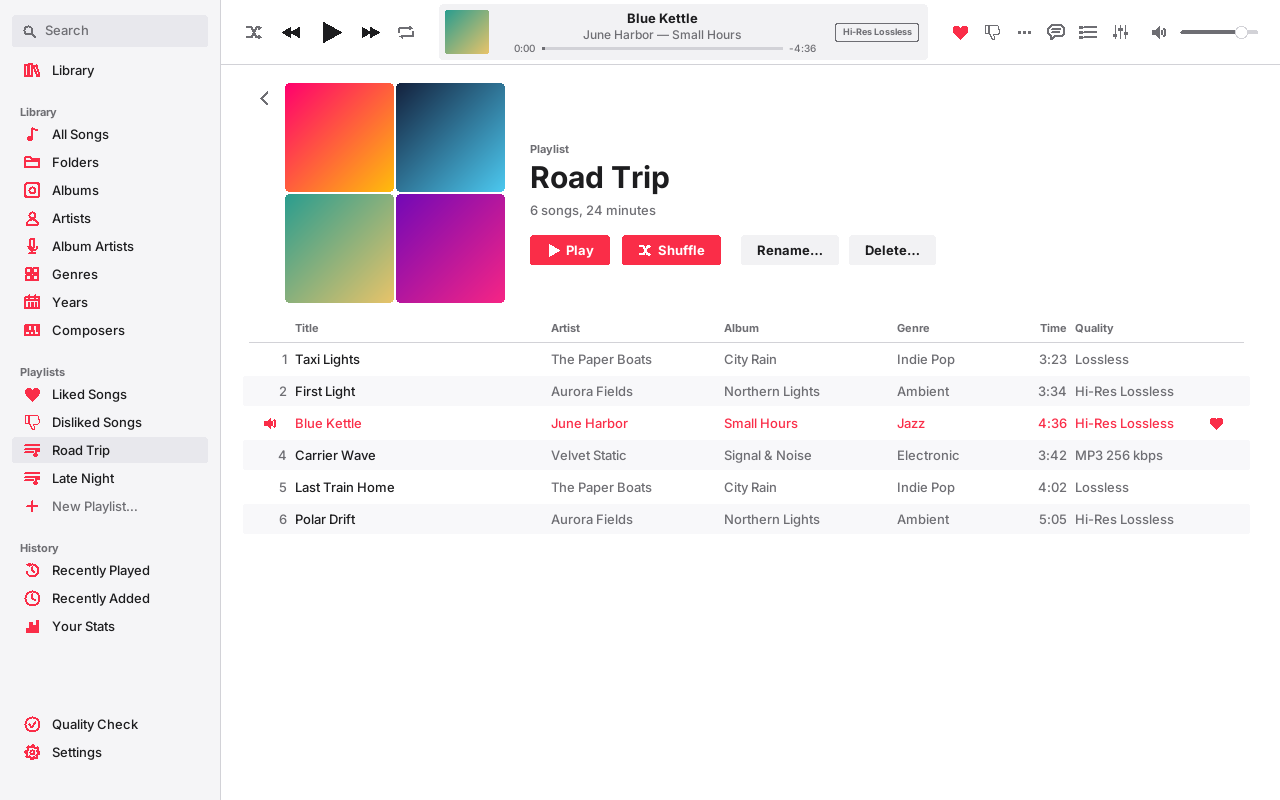 Search
Library
Library
All Songs
Folders
Albums
Artists
Album Artists
Genres
Years
Composers
Playlists
Liked Songs
Disliked Songs
Road Trip
Late Night
New Playlist...
History
Recently Played
Recently Added
Your Stats
Quality Check
Settings
Blue Kettle
June Harbor — Small Hours
0:00 -4:36
Hi-Res Lossless
Playlist
Road Trip
6 songs, 24 minutes
Play Shuffle Rename... Delete...
Title Artist Album Genre Time Quality
1 Taxi Lights The Paper Boats City Rain Indie Pop 3:23 Lossless
2 First Light Aurora Fields Northern Lights Ambient 3:34 Hi-Res Lossless
Blue Kettle June Harbor Small Hours Jazz 4:36 Hi-Res Lossless
4 Carrier Wave Velvet Static Signal & Noise Electronic 3:42 MP3 256 kbps
5 Last Train Home The Paper Boats City Rain Indie Pop 4:02 Lossless
6 Polar Drift Aurora Fields Northern Lights Ambient 5:05 Hi-Res Lossless